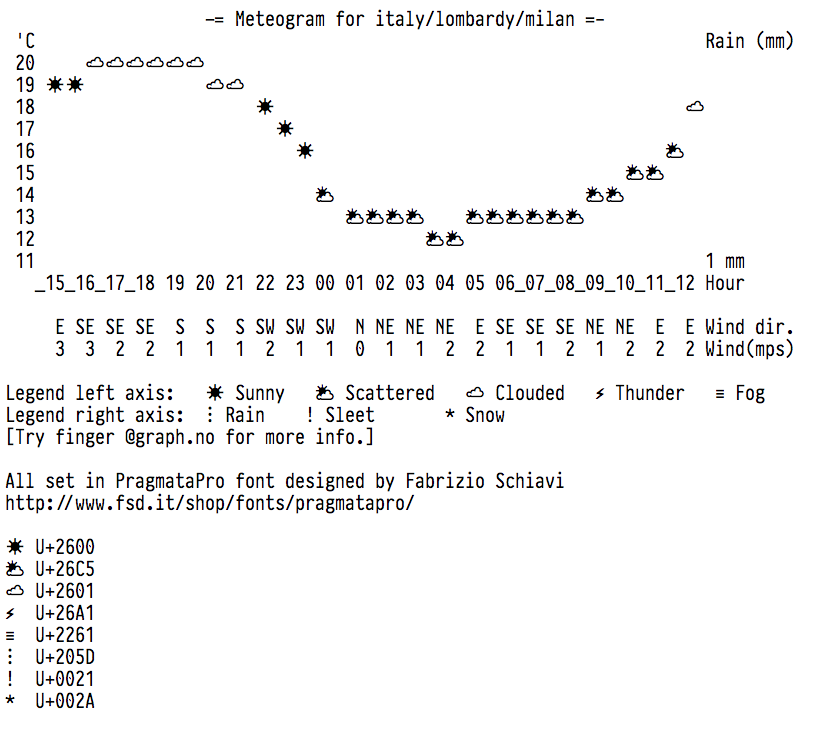 -= Meteogram for italy/lombardy/milan =-
'C Rain (mm)
20 ☁☁☁☁☁☁
19 ☀☀ ☁☁
18 ☀ ☁
17 ☀
16 ☀ ⛅
15 ⛅⛅
14 ⛅ ⛅⛅
13 ⛅⛅⛅⛅ ⛅⛅⛅⛅⛅⛅
12 ⛅⛅
11 1 mm
_15_16_17_18 19 20 21 22 23 00 01 02 03 04 05 06_07_08_09_10_11_12 Hour
E SE SE SE S S S SW SW SW N NE NE NE E SE SE SE NE NE E E Wind dir.
3 3 2 2 1 1 1 2 1 1 0 1 1 2 2 1 1 2 1 2 2 2 Wind(mps)
Legend left axis: ☀ Sunny ⛅ Scattered ☁ Clouded ⚡ Thunder ≡ Fog
Legend right axis: ⁝ Rain ! Sleet * Snow
[Try finger @graph.no for more info.]
All set in PragmataPro font designed by Fabrizio Schiavi
http://www.fsd.it/shop/fonts/pragmatapro/
☀ U+2600
⛅ U+26C5
☁ U+2601
⚡ U+26A1
≡ U+2261
⁝ U+205D
! U+0021
* U+002A